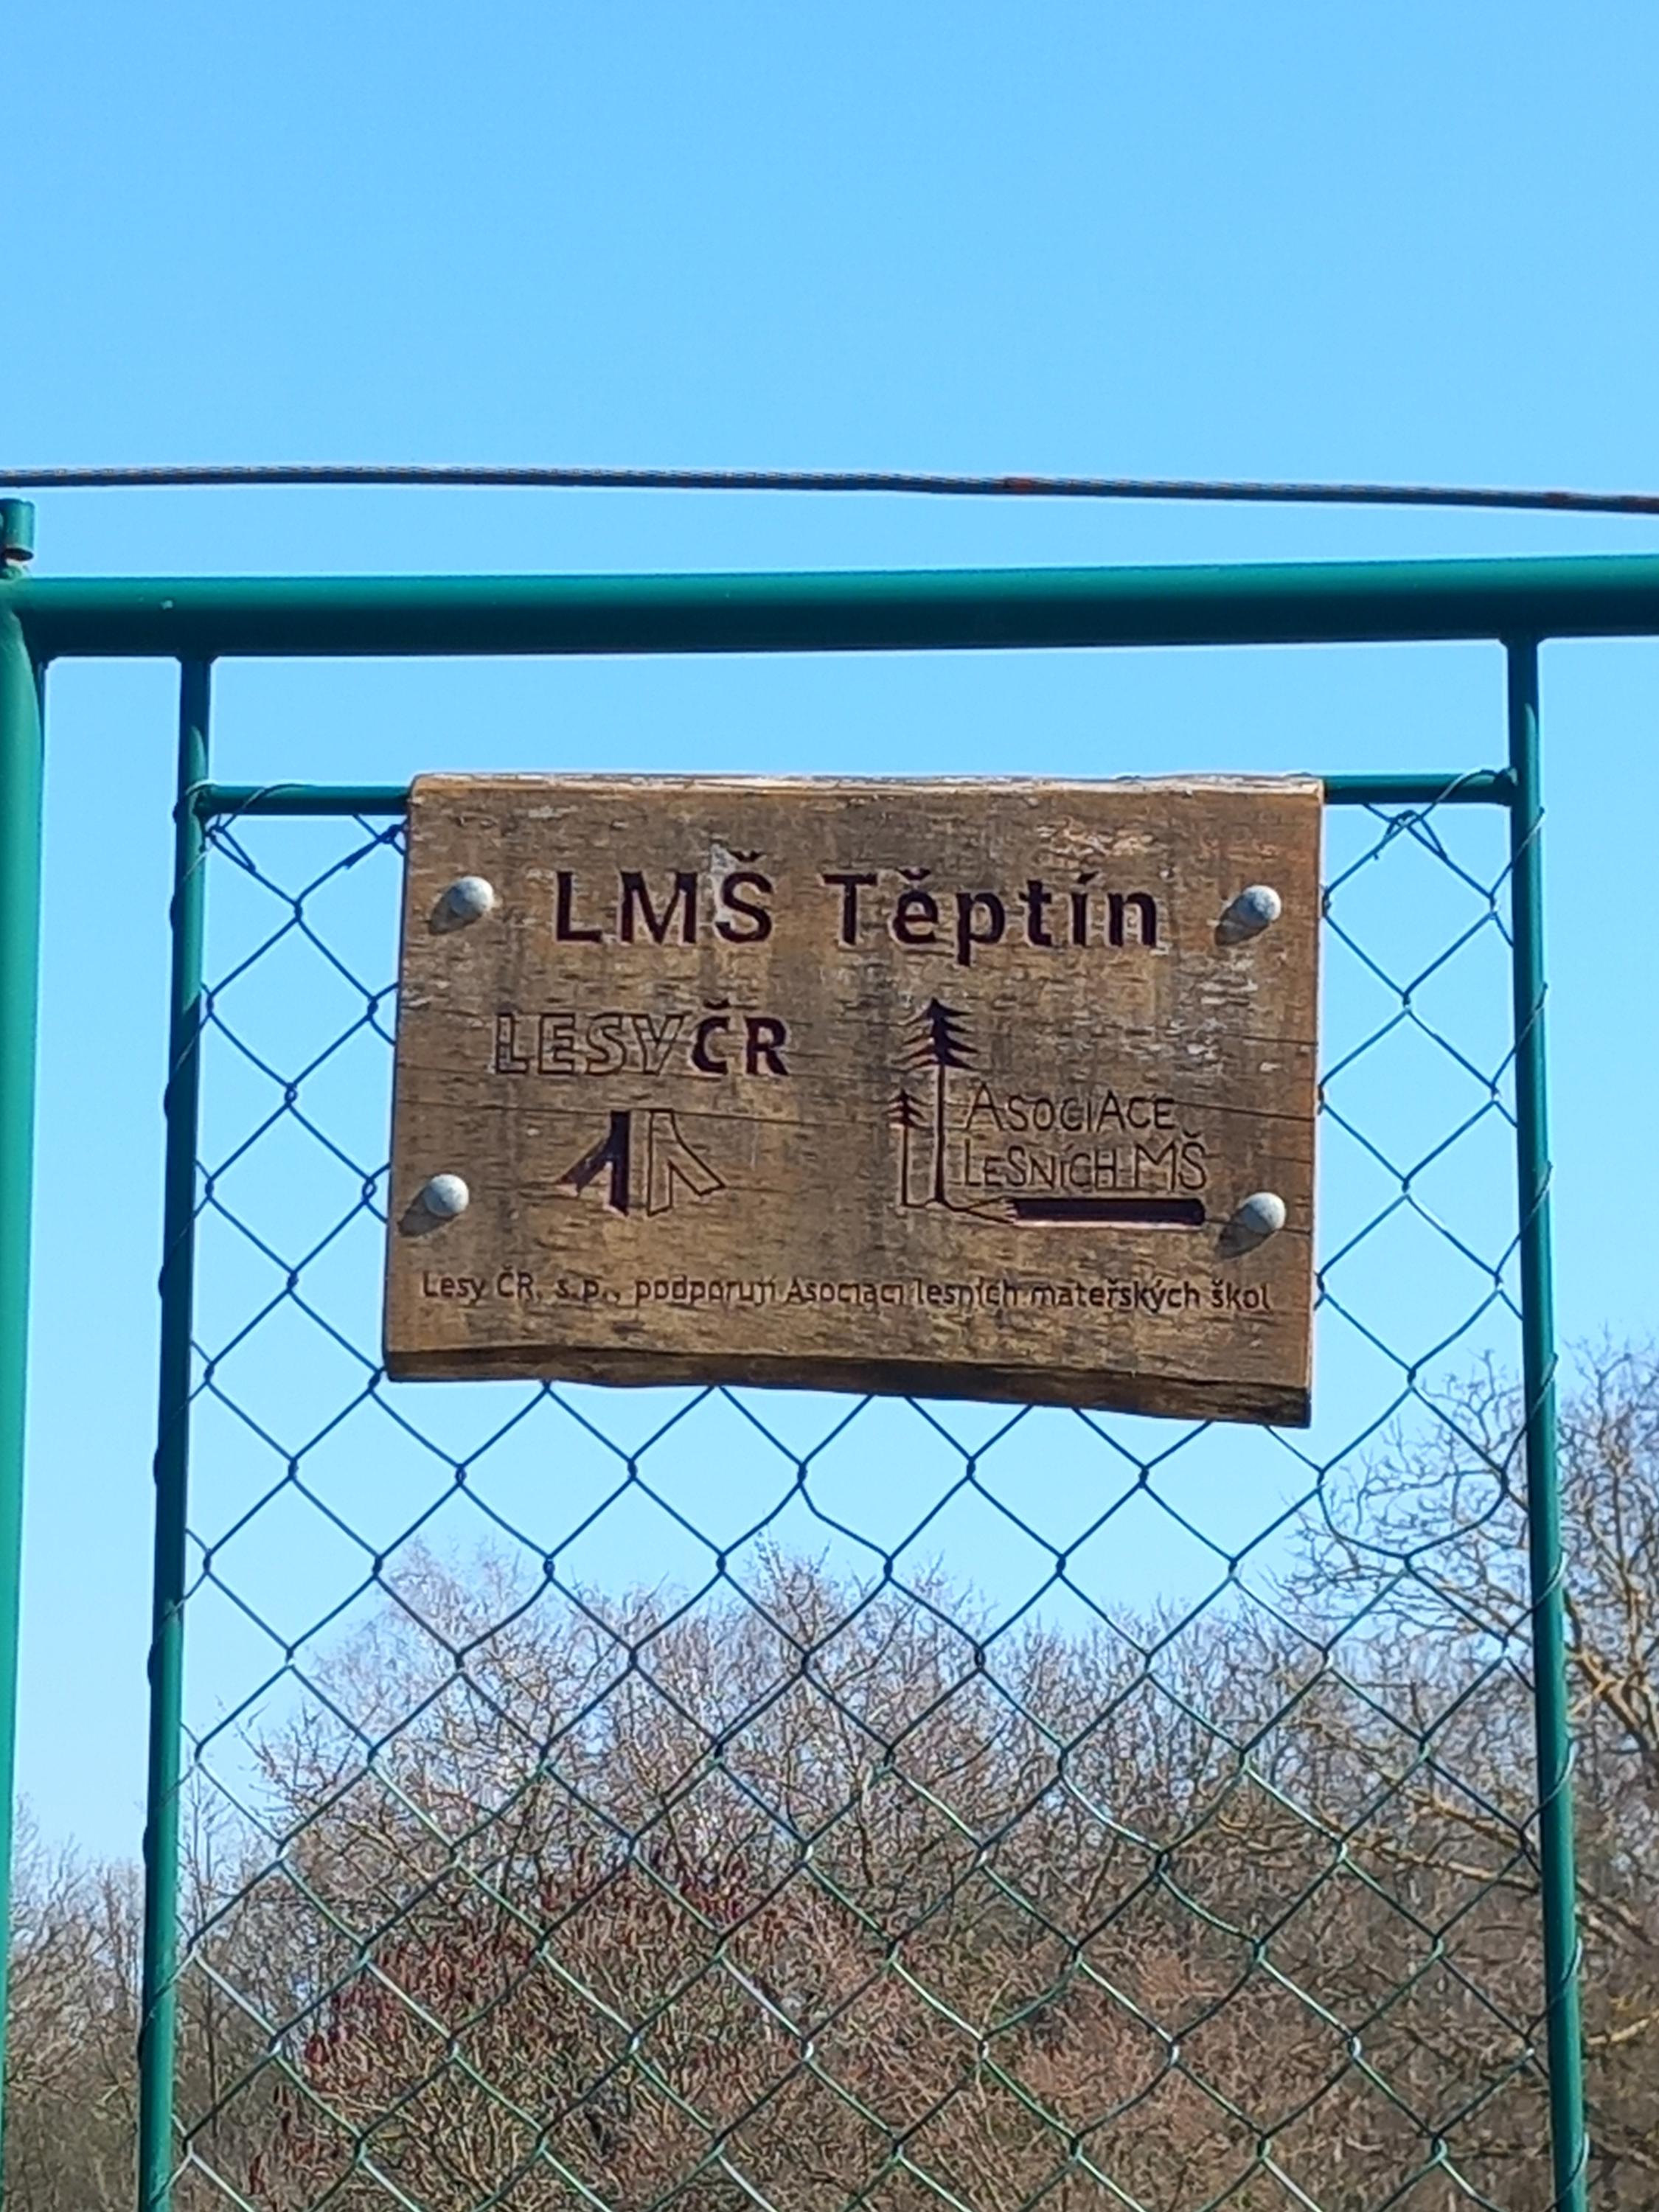 LMŠ Těptín
LESYČR
ASOCIACE
LESNÍCH MŠ
Lesy ČR, s.p., podporují Asociaci lesních mateřských škol